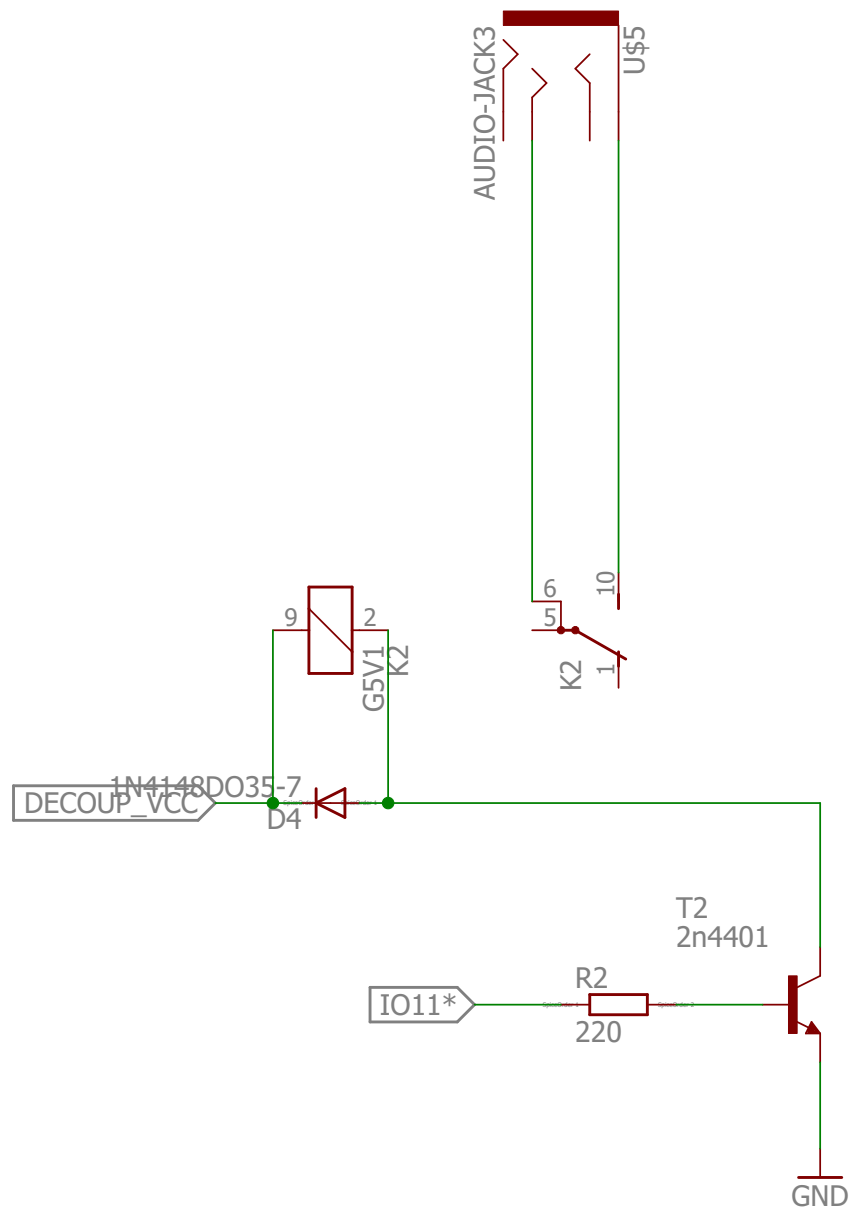 AUDIO-JACK3
U$5
6
10
5
K2
1
9
2
G5V1
K2
1N4148DO35-7
DECOUP_VCC
D4
T2
2n4401
R2
IO11*
220
GND